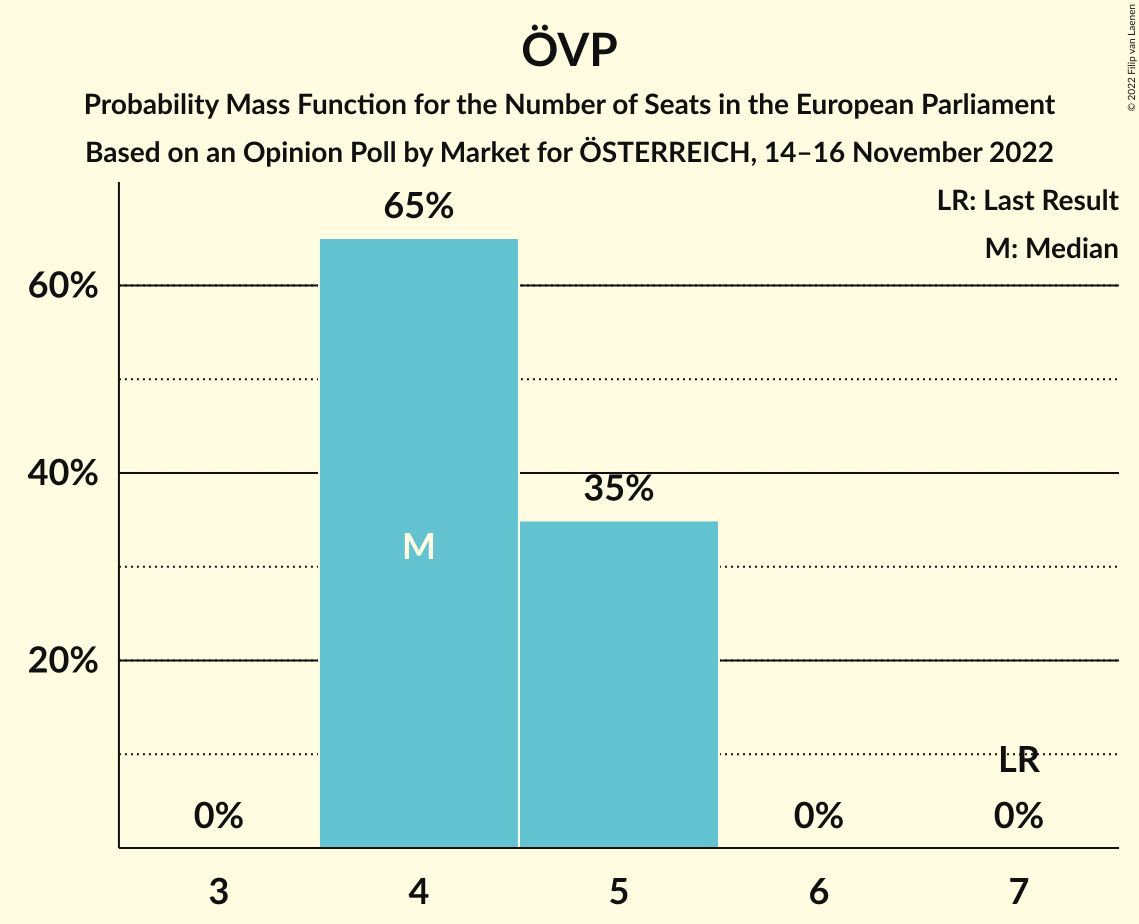 ÖVP
Probability Mass Function for the Number of Seats in the European Parliament
Based on an Opinion Poll by Market for ÖSTERREICH, 14–16 November 2022
© 2022 Filip van Laenen
LR: Last Result
M: Median
65%
60%
40%
35%
M
20%
LR
0%
0%
0%
3
4
5
6
7